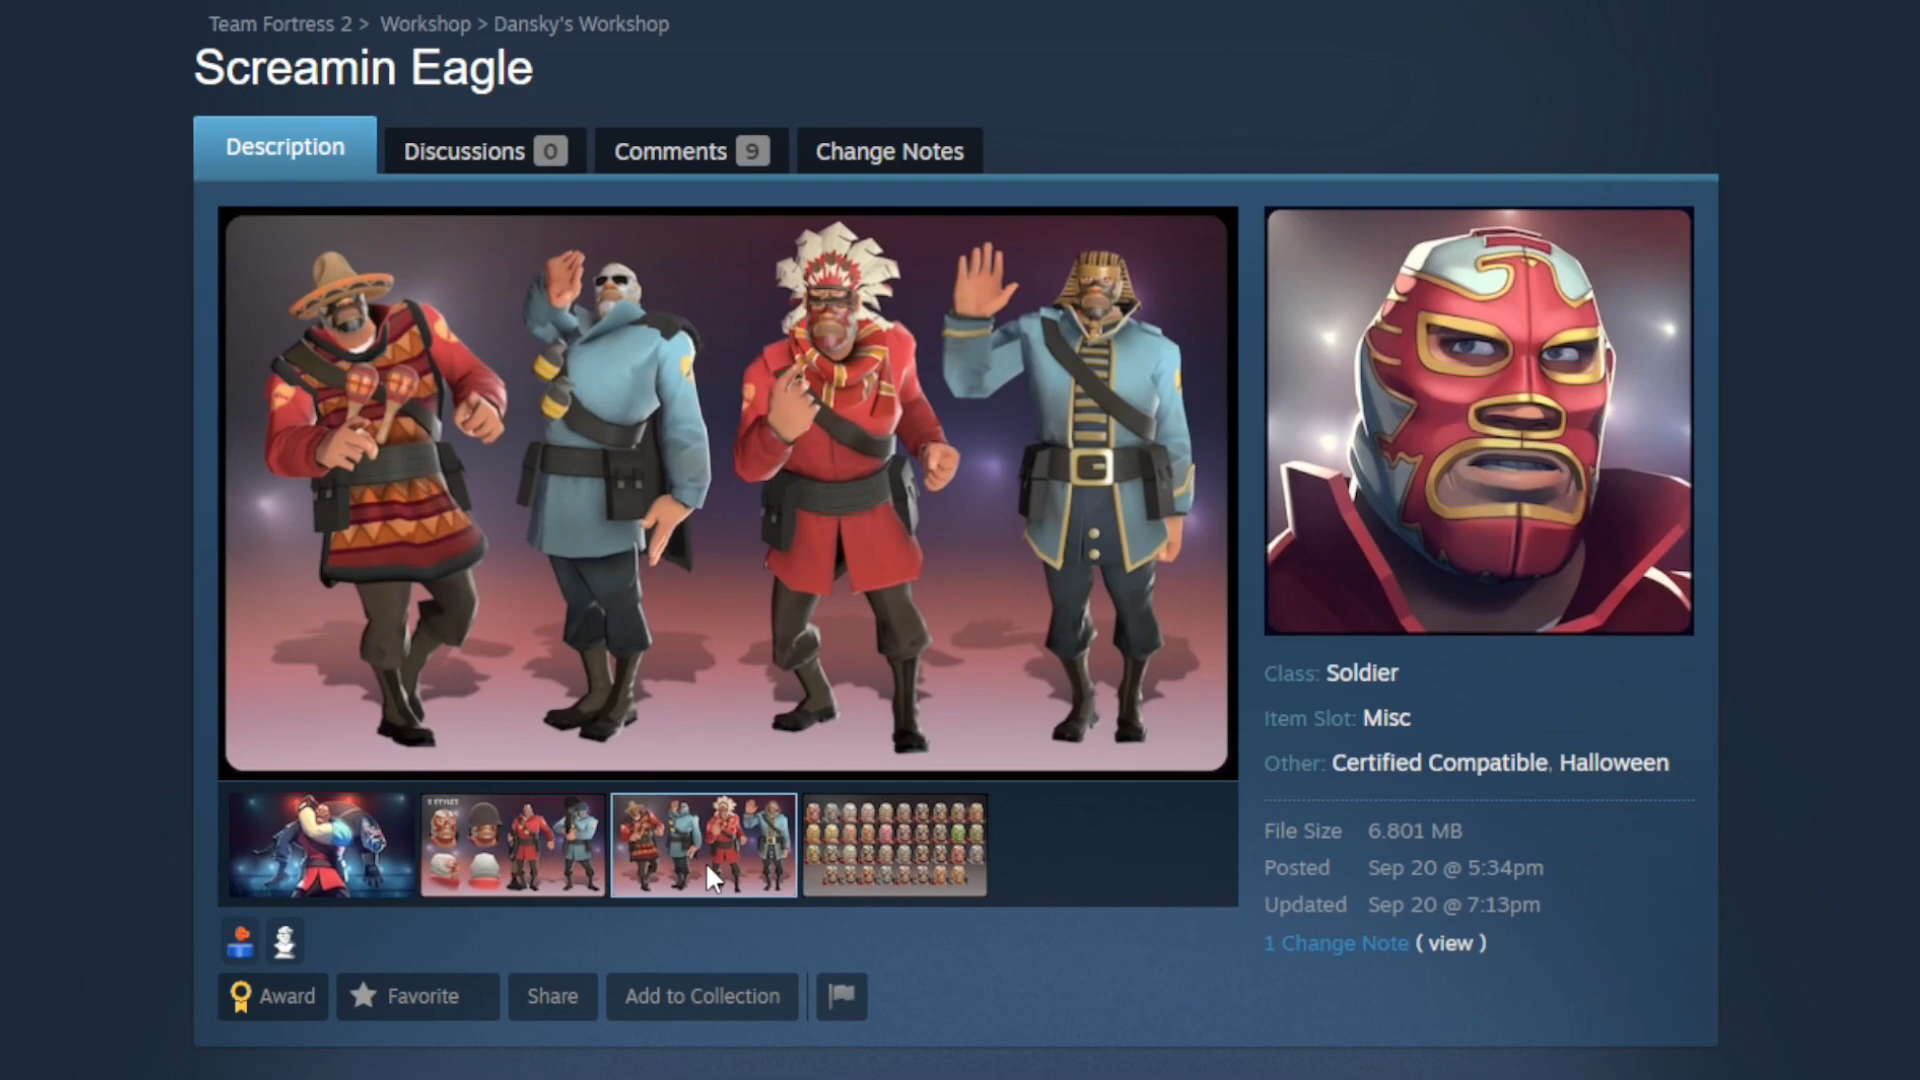 Team Fortress 2 > Workshop > Dansky's Workshop
Screamin Eagle
Description
Discussions 0
Comments 9
Change Notes
Class: Soldier
Item Slot: Misc
Other: Certified Compatible, Halloween
File Size 6.801 MB
Posted Sep 20 @ 5:34pm
Updated Sep 20 @ 7:13pm
1 Change Note ( view )
Award
Favorite
Share
Add to Collection